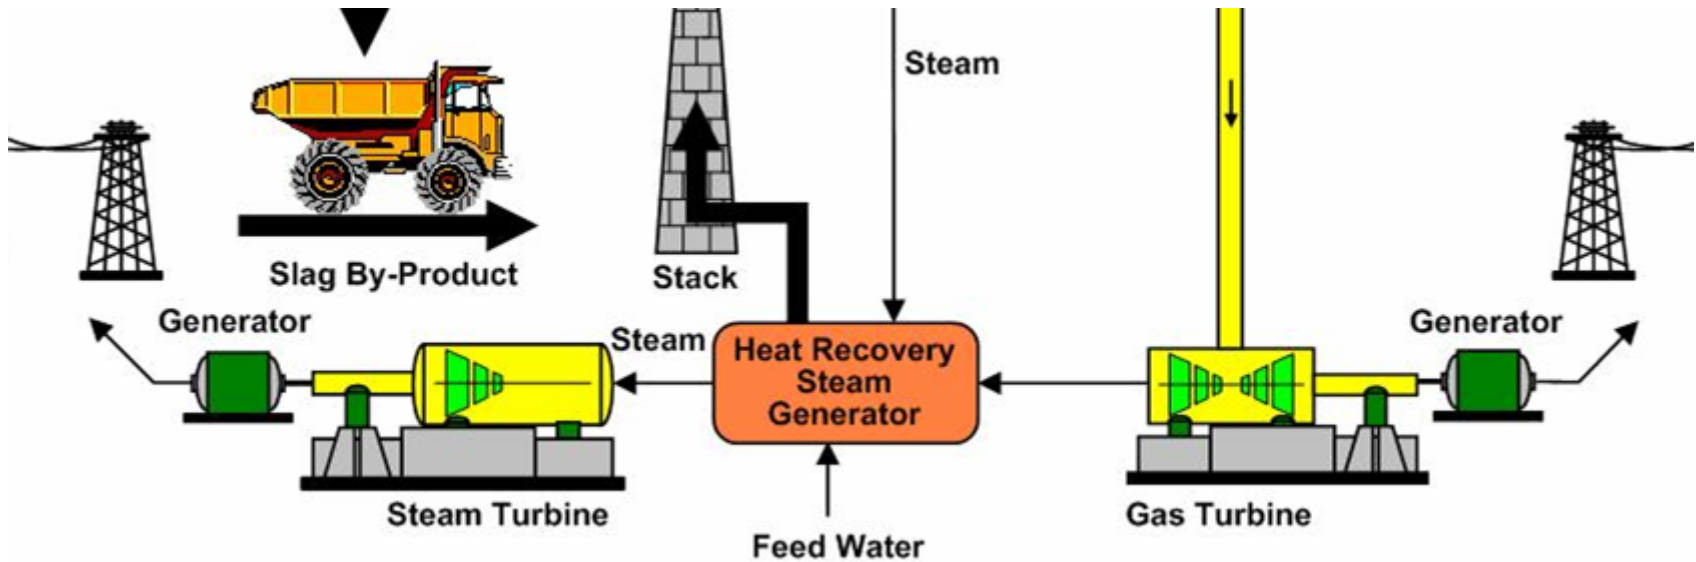 Steam
Slag By-Product
Stack
Generator
Steam
Heat Recovery
Steam
Generator
Generator
Steam Turbine
Feed Water
Gas Turbine